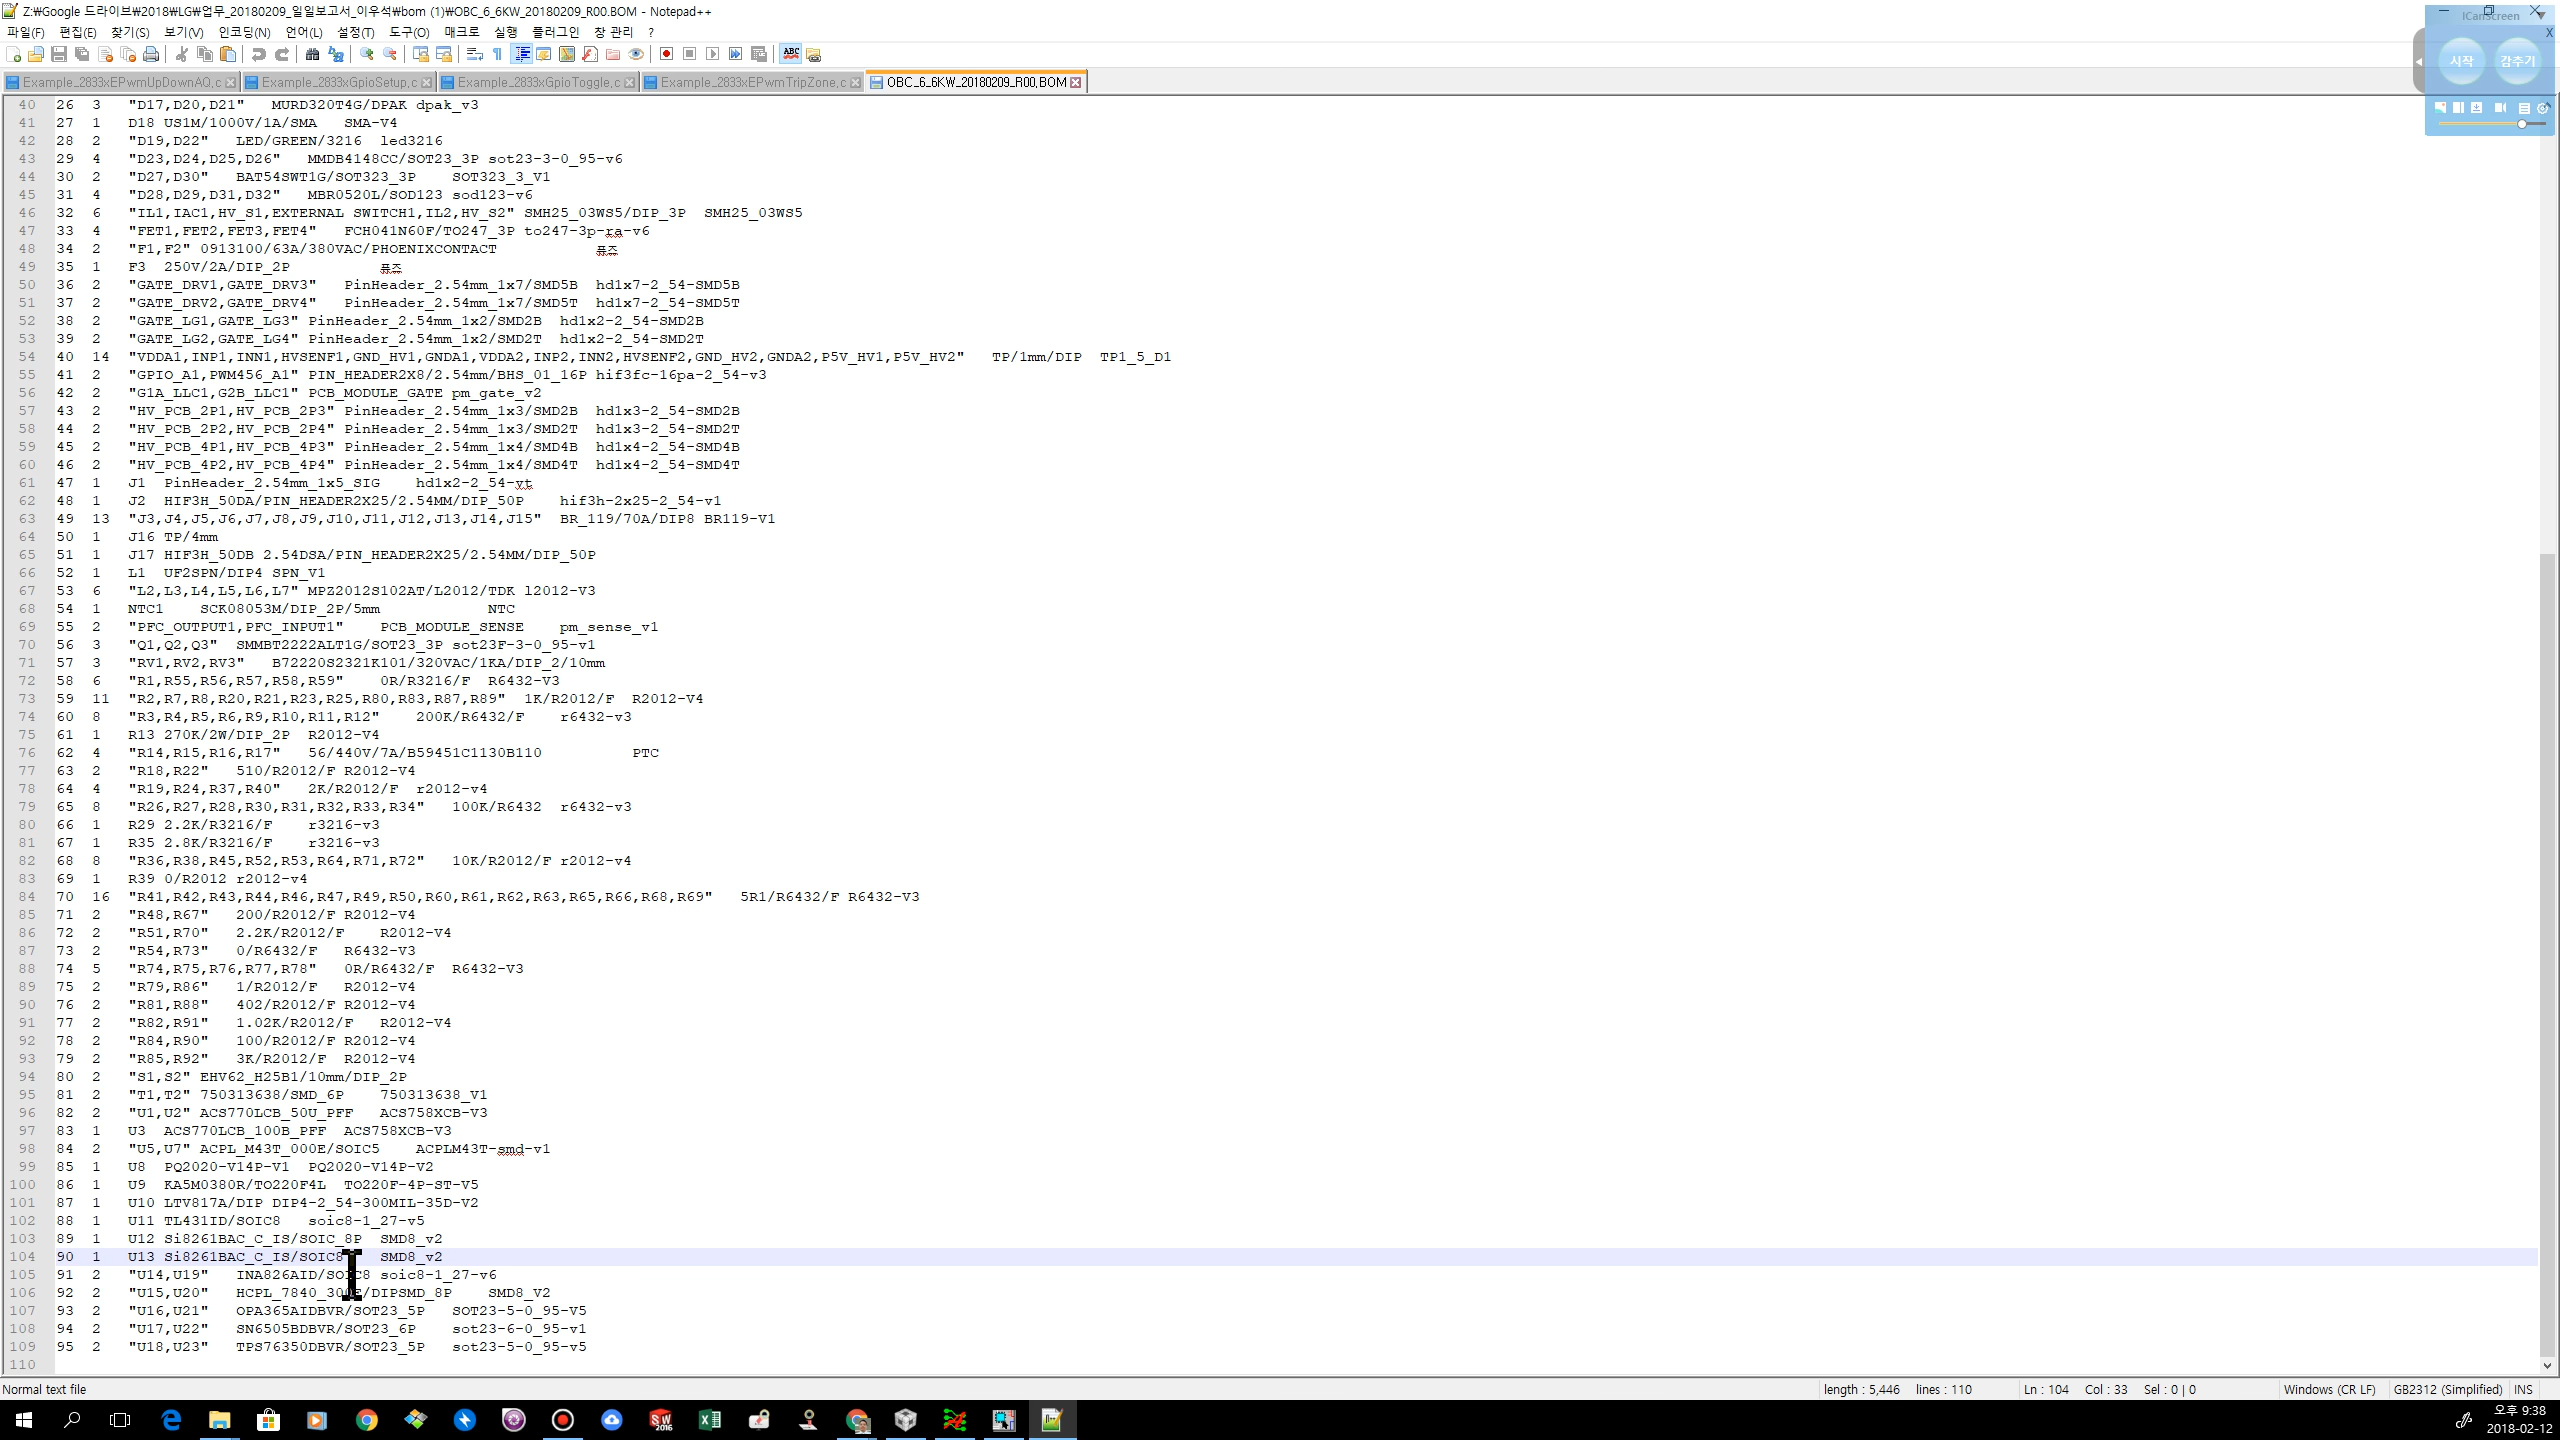 Z:₩Google 드라이브₩2018₩LG₩업무_20180209_일일보고서_이우석₩bom (1)₩OBC_6_6KW_20180209_R00.BOM - Notepad++
파일(F) 편집(E) 찾기(S) 보기(V) 인코딩(N) 언어(L) 설정(T) 도구(O) 매크로 실행 플러그인 창 관리 ?
Example_2833xEPwmUpDownAQ.c Example_2833xGpioSetup.c Example_2833xGpioToggle.c Example_2833xEPwmTripZone.c OBC_6_6KW_20180209_R00.BOM
ICanScreen
시작 감추기
40 26 3 "D17,D20,D21" MURD320T4G/DPAK dpak_v3
41 27 1 D18 US1M/1000V/1A/SMA SMA-V4
42 28 2 "D19,D22" LED/GREEN/3216 led3216
43 29 4 "D23,D24,D25,D26" MMDB4148CC/SOT23_3P sot23-3-0_95-v6
44 30 2 "D27,D30" BAT54SWT1G/SOT323_3P SOT323_3_V1
45 31 4 "D28,D29,D31,D32" MBR0520L/SOD123 sod123-v6
46 32 6 "IL1,IAC1,HV_S1,EXTERNAL SWITCH1,IL2,HV_S2" SMH25_03WS5/DIP_3P SMH25_03WS5
47 33 4 "FET1,FET2,FET3,FET4" FCH041N60F/TO247_3P to247-3p-ra-v6
48 34 2 "F1,F2" 0913100/63A/380VAC/PHOENIXCONTACT 퓨즈
49 35 1 F3 250V/2A/DIP_2P 퓨즈
50 36 2 "GATE_DRV1,GATE_DRV3" PinHeader_2.54mm_1x7/SMD5B hd1x7-2_54-SMD5B
51 37 2 "GATE_DRV2,GATE_DRV4" PinHeader_2.54mm_1x7/SMD5T hd1x7-2_54-SMD5T
52 38 2 "GATE_LG1,GATE_LG3" PinHeader_2.54mm_1x2/SMD2B hd1x2-2_54-SMD2B
53 39 2 "GATE_LG2,GATE_LG4" PinHeader_2.54mm_1x2/SMD2T hd1x2-2_54-SMD2T
54 40 14 "VDDA1,INP1,INN1,HVSENF1,GND_HV1,GNDA1,VDDA2,INP2,INN2,HVSENF2,GND_HV2,GNDA2,P5V_HV1,P5V_HV2" TP/1mm/DIP TP1_5_D1
55 41 2 "GPIO_A1,PWM456_A1" PIN_HEADER2X8/2.54mm/BHS_01_16P hif3fc-16pa-2_54-v3
56 42 2 "G1A_LLC1,G2B_LLC1" PCB_MODULE_GATE pm_gate_v2
57 43 2 "HV_PCB_2P1,HV_PCB_2P3" PinHeader_2.54mm_1x3/SMD2B hd1x3-2_54-SMD2B
58 44 2 "HV_PCB_2P2,HV_PCB_2P4" PinHeader_2.54mm_1x3/SMD2T hd1x3-2_54-SMD2T
59 45 2 "HV_PCB_4P1,HV_PCB_4P3" PinHeader_2.54mm_1x4/SMD4B hd1x4-2_54-SMD4B
60 46 2 "HV_PCB_4P2,HV_PCB_4P4" PinHeader_2.54mm_1x4/SMD4T hd1x4-2_54-SMD4T
61 47 1 J1 PinHeader_2.54mm_1x5_SIG hd1x2-2_54-vt
62 48 1 J2 HIF3H_50DA/PIN_HEADER2X25/2.54MM/DIP_50P hif3h-2x25-2_54-v1
63 49 13 "J3,J4,J5,J6,J7,J8,J9,J10,J11,J12,J13,J14,J15" BR_119/70A/DIP8 BR119-V1
64 50 1 J16 TP/4mm
65 51 1 J17 HIF3H_50DB 2.54DSA/PIN_HEADER2X25/2.54MM/DIP_50P
66 52 1 L1 UF2SPN/DIP4 SPN_V1
67 53 6 "L2,L3,L4,L5,L6,L7" MPZ2012S102AT/L2012/TDK l2012-V3
68 54 1 NTC1 SCK08053M/DIP_2P/5mm NTC
69 55 2 "PFC_OUTPUT1,PFC_INPUT1" PCB_MODULE_SENSE pm_sense_v1
70 56 3 "Q1,Q2,Q3" SMMBT2222ALT1G/SOT23_3P sot23F-3-0_95-v1
71 57 3 "RV1,RV2,RV3" B72220S2321K101/320VAC/1KA/DIP_2/10mm
72 58 6 "R1,R55,R56,R57,R58,R59" 0R/R3216/F R6432-V3
73 59 11 "R2,R7,R8,R20,R21,R23,R25,R80,R83,R87,R89" 1K/R2012/F R2012-V4
74 60 8 "R3,R4,R5,R6,R9,R10,R11,R12" 200K/R6432/F r6432-v3
75 61 1 R13 270K/2W/DIP_2P R2012-V4
76 62 4 "R14,R15,R16,R17" 56/440V/7A/B59451C1130B110 PTC
77 63 2 "R18,R22" 510/R2012/F R2012-V4
78 64 4 "R19,R24,R37,R40" 2K/R2012/F r2012-v4
79 65 8 "R26,R27,R28,R30,R31,R32,R33,R34" 100K/R6432 r6432-v3
80 66 1 R29 2.2K/R3216/F r3216-v3
81 67 1 R35 2.8K/R3216/F r3216-v3
82 68 8 "R36,R38,R45,R52,R53,R64,R71,R72" 10K/R2012/F r2012-v4
83 69 1 R39 0/R2012 r2012-v4
84 70 16 "R41,R42,R43,R44,R46,R47,R49,R50,R60,R61,R62,R63,R65,R66,R68,R69" 5R1/R6432/F R6432-V3
85 71 2 "R48,R67" 200/R2012/F R2012-V4
86 72 2 "R51,R70" 2.2K/R2012/F R2012-V4
87 73 2 "R54,R73" 0/R6432/F R6432-V3
88 74 5 "R74,R75,R76,R77,R78" 0R/R6432/F R6432-V3
89 75 2 "R79,R86" 1/R2012/F R2012-V4
90 76 2 "R81,R88" 402/R2012/F R2012-V4
91 77 2 "R82,R91" 1.02K/R2012/F R2012-V4
92 78 2 "R84,R90" 100/R2012/F R2012-V4
93 79 2 "R85,R92" 3K/R2012/F R2012-V4
94 80 2 "S1,S2" EHV62_H25B1/10mm/DIP_2P
95 81 2 "T1,T2" 750313638/SMD_6P 750313638_V1
96 82 2 "U1,U2" ACS770LCB_50U_PFF ACS758XCB-V3
97 83 1 U3 ACS770LCB_100B_PFF ACS758XCB-V3
98 84 2 "U5,U7" ACPL_M43T_000E/SOIC5 ACPLM43T-smd-v1
99 85 1 U8 PQ2020-V14P-V1 PQ2020-V14P-V2
100 86 1 U9 KA5M0380R/TO220F4L TO220F-4P-ST-V5
101 87 1 U10 LTV817A/DIP DIP4-2_54-300MIL-35D-V2
102 88 1 U11 TL431ID/SOIC8 soic8-1_27-v5
103 89 1 U12 Si8261BAC_C_IS/SOIC_8P SMD8_v2
104 90 1 U13 Si8261BAC_C_IS/SOIC8 SMD8_v2
105 91 2 "U14,U19" INA826AID/SOIC8 soic8-1_27-v6
106 92 2 "U15,U20" HCPL_7840_300E/DIPSMD_8P SMD8_V2
107 93 2 "U16,U21" OPA365AIDBVR/SOT23_5P SOT23-5-0_95-V5
108 94 2 "U17,U22" SN6505BDBVR/SOT23_6P sot23-6-0_95-v1
109 95 2 "U18,U23" TPS76350DBVR/SOT23_5P sot23-5-0_95-v5
110
Normal text file length : 5,446 lines : 110 Ln : 104 Col : 33 Sel : 0 | 0 Windows (CR LF) GB2312 (Simplified) INS
오후 9:38
2018-02-12